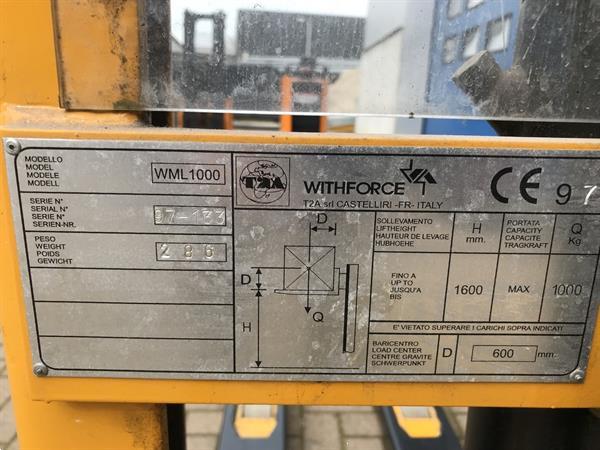 MODELLO
MODEL
MODELE
MODELL
WML1000
SERIE N°
SERIAL N°
SERIE N°
SERIEN-NR.
97-133
PESO
WEIGHT
POIDS
GEWICHT
286
T2A
WITHFORCE
T2A srl CASTELLIRI -FR- ITALY
CE 97
D
D
H
Q
SOLLEVAMENTO
LIFTHEIGHT
HAUTEUR DE LEVAGE
HUBHOEHE
H
mm.
PORTATA
CAPACITY
CAPACITE
TRAGKRAFT
Q
Kg
FINO A
UP TO
JUSQU'A
BIS
1600
MAX
1000
E' VIETATO SUPERARE I CARICHI SOPRA INDICATI
BARICENTRO
LOAD CENTER
CENTRE GRAVITE
SCHWERPUNKT
D
600 mm.